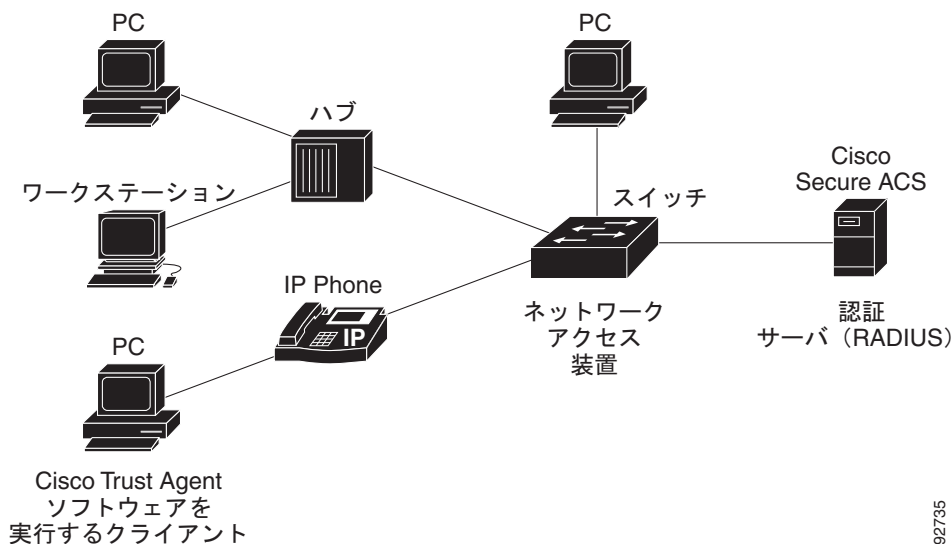 PC
PC
ハブ
Cisco
Secure ACS
ワークステーション
スイッチ
IP Phone
IP
ネットワーク
アクセス
装置
認証
サーバ（RADIUS）
PC
Cisco Trust Agent
ソフトウェアを
実行するクライアント
92735